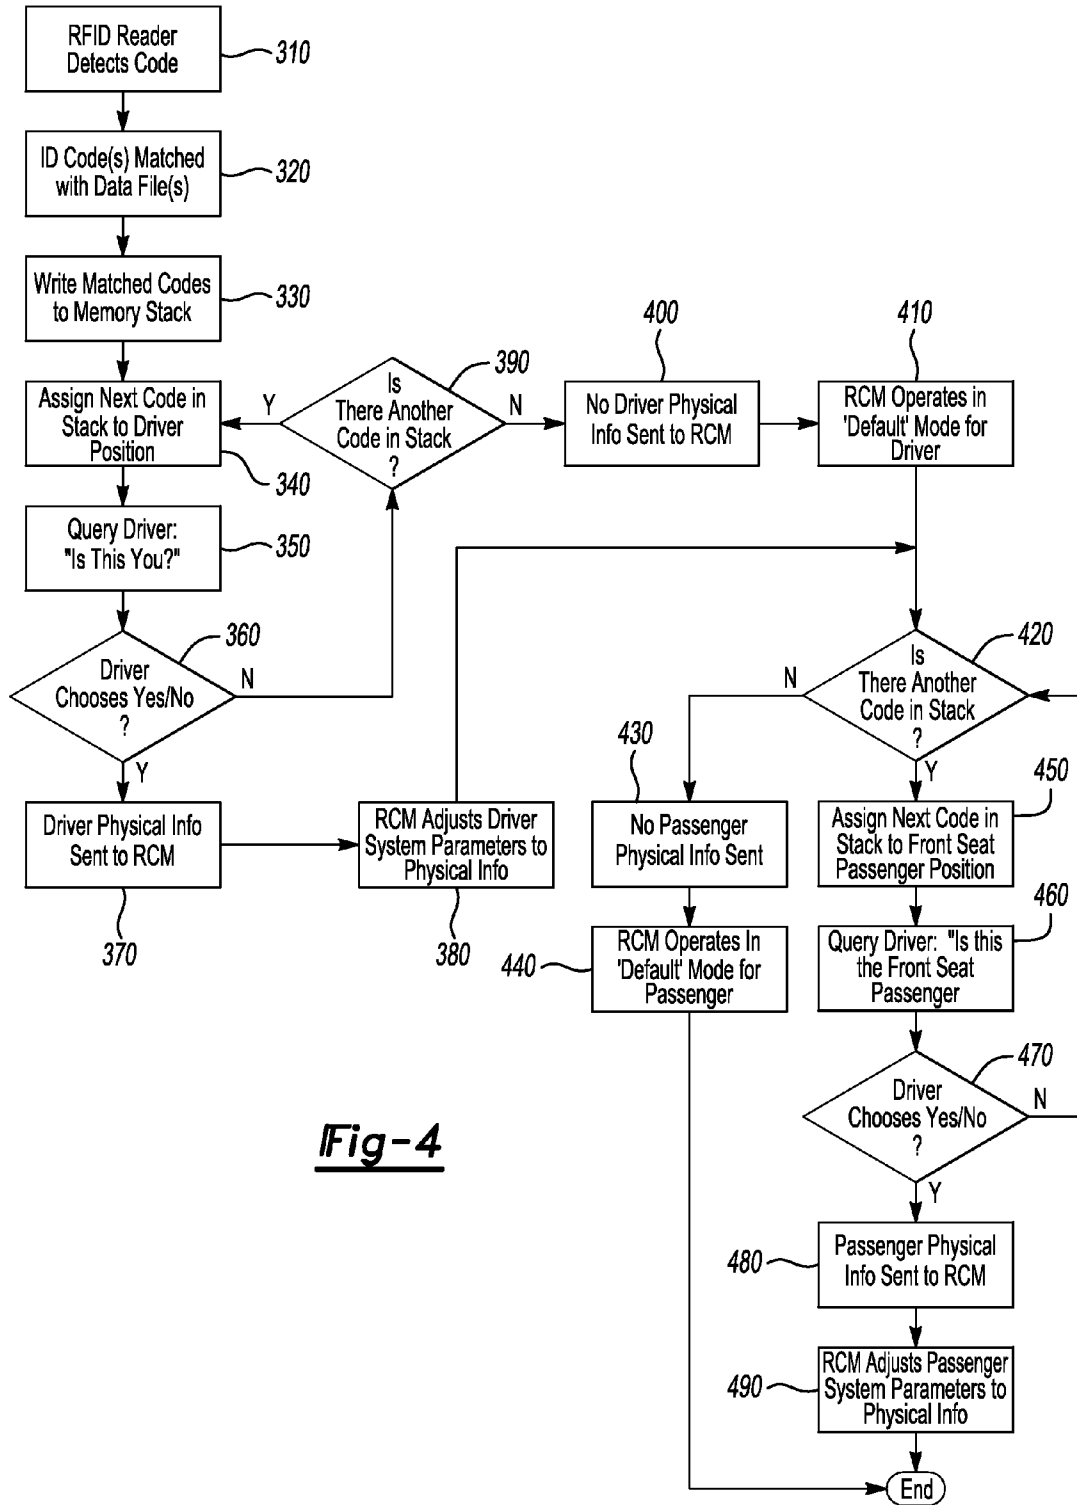 RFID Reader
Detects Code
310
ID Code(s) Matched
with Data File(s)
320
Write Matched Codes
to Memory Stack
330
Assign Next Code in
Stack to Driver
Position
340
Query Driver:
"Is This You?"
350
Driver
Chooses Yes/No
?
360
N
Y
Driver Physical Info
Sent to RCM
370
RCM Adjusts Driver
System Parameters to
Physical Info
380
Is
There Another
Code in Stack
?
390
Y
N
No Driver Physical
Info Sent to RCM
400
RCM Operates in
'Default' Mode for
Driver
410
Is
There Another
Code in Stack
?
420
N
Y
No Passenger
Physical Info Sent
430
RCM Operates In
'Default' Mode for
Passenger
440
Assign Next Code in
Stack to Front Seat
Passenger Position
450
Query Driver: "Is this
the Front Seat
Passenger
460
Driver
Chooses Yes/No
?
470
N
Y
Passenger Physical
Info Sent to RCM
480
RCM Adjusts Passenger
System Parameters to
Physical Info
490
End
Fig-4